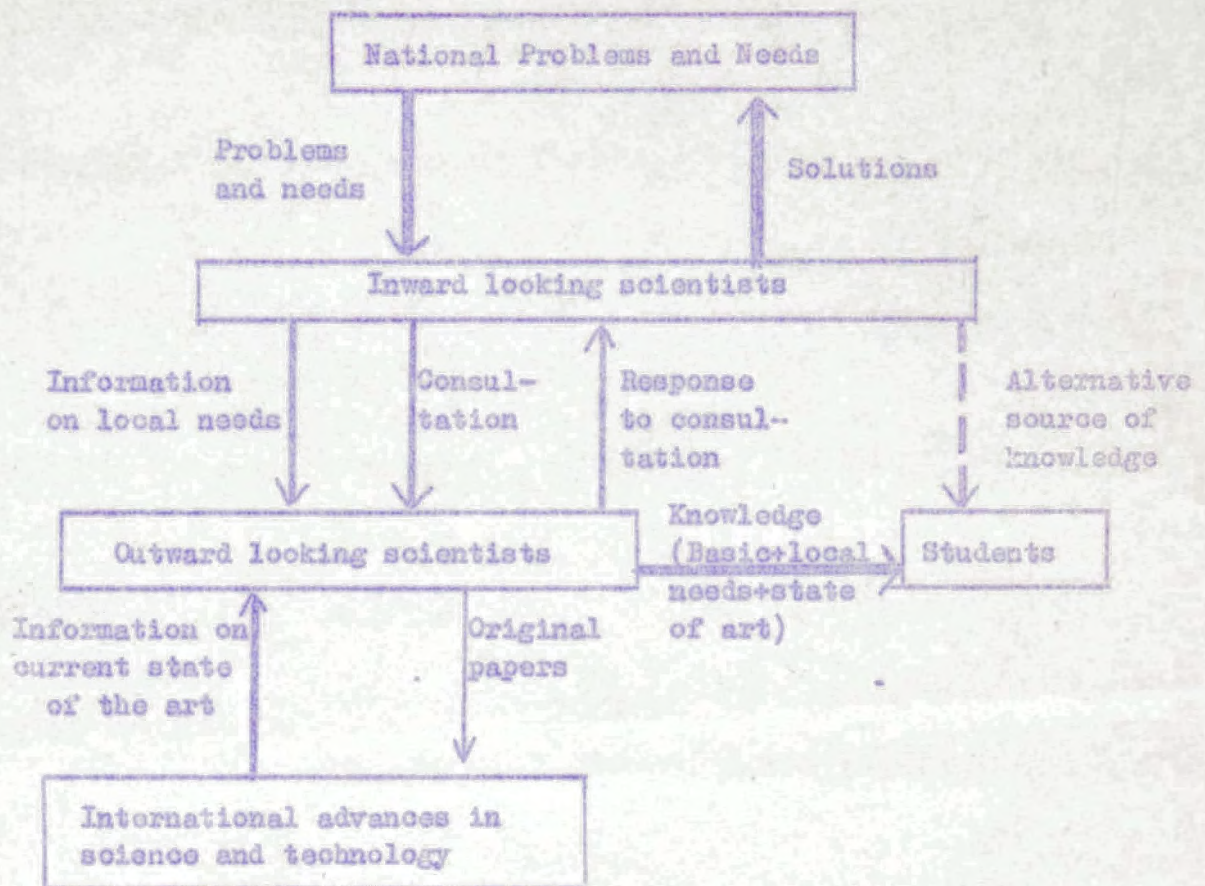 National Problems and Needs
Problems
and needs
Solutions
Inward looking scientists
Information
on local needs
Consul-
tation
Response
to consul-
tation
Alternative
source of
knowledge
Outward looking scientists
Knowledge
(Basic+local
needs+state
of art)
Students
Information on
current state
of the art
Original
papers
International advances in
science and technology